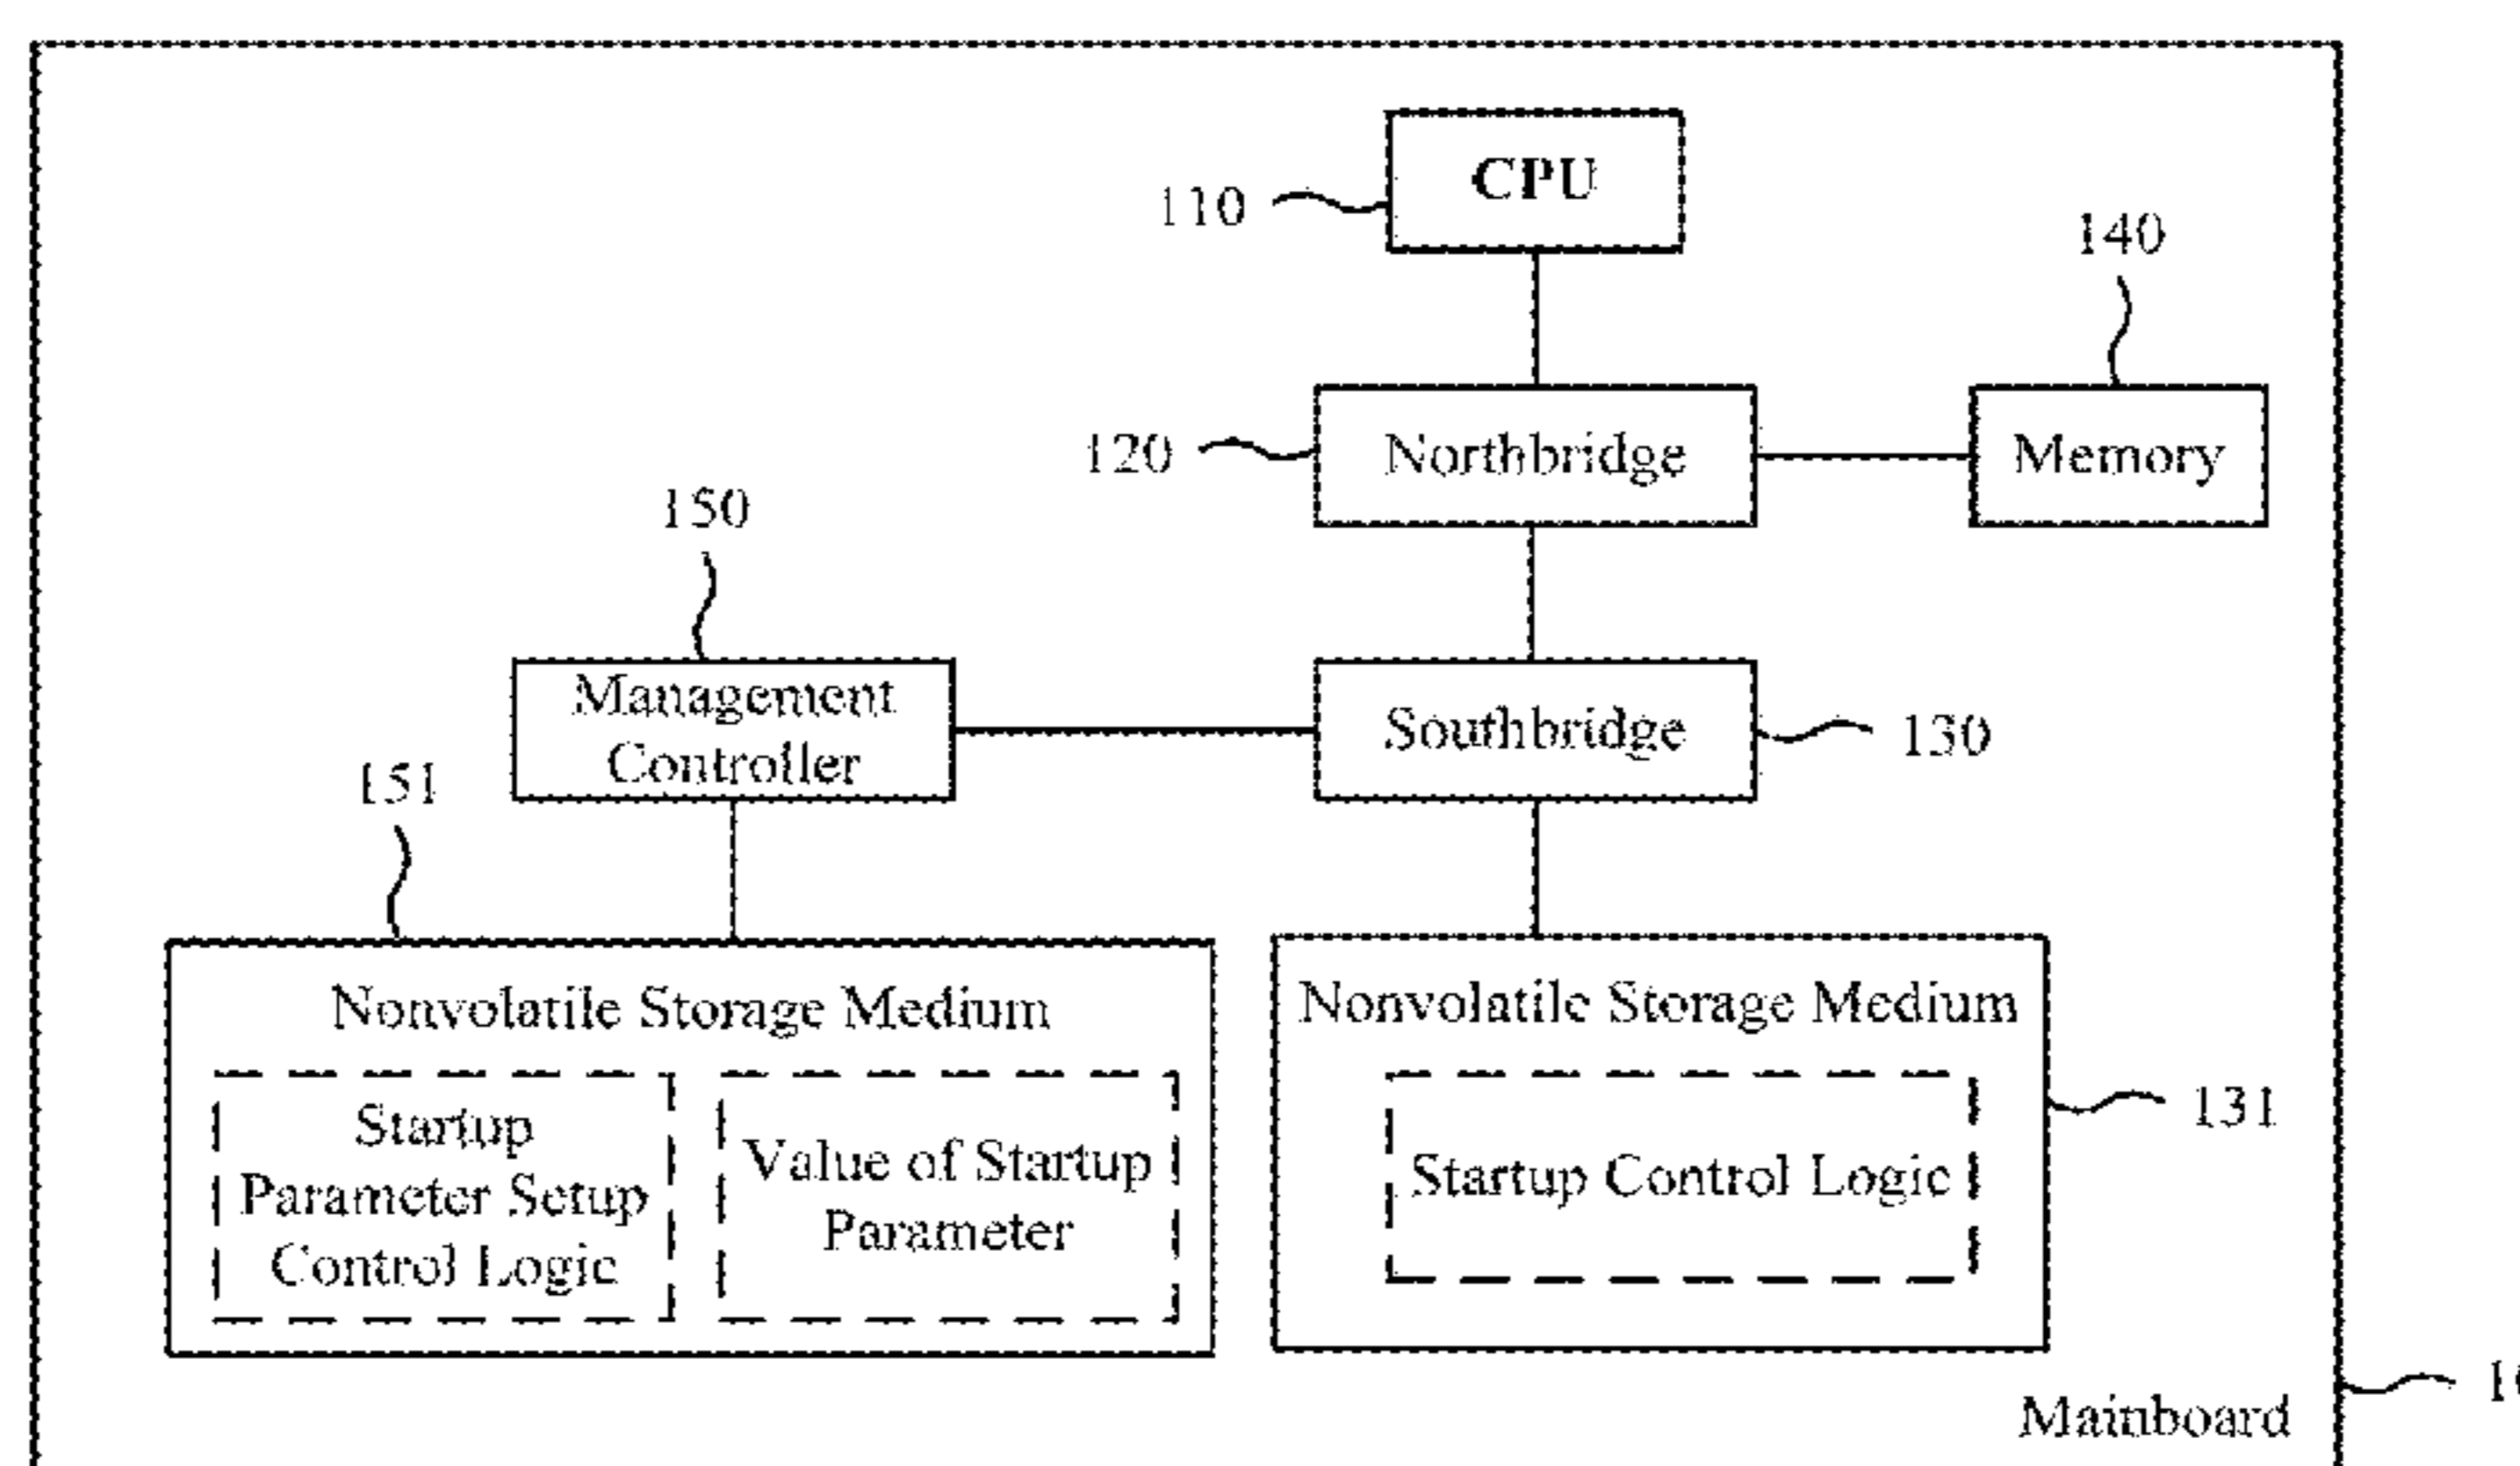 CPU
110
140
120
Northbridge
Memory
150
Management
Controller
Southbridge
130
151
Nonvolatile Storage Medium
Nonvolatile Storage Medium
Startup
Parameter Setup
Control Logic
Value of Startup
Parameter
Startup Control Logic
131
Mainboard